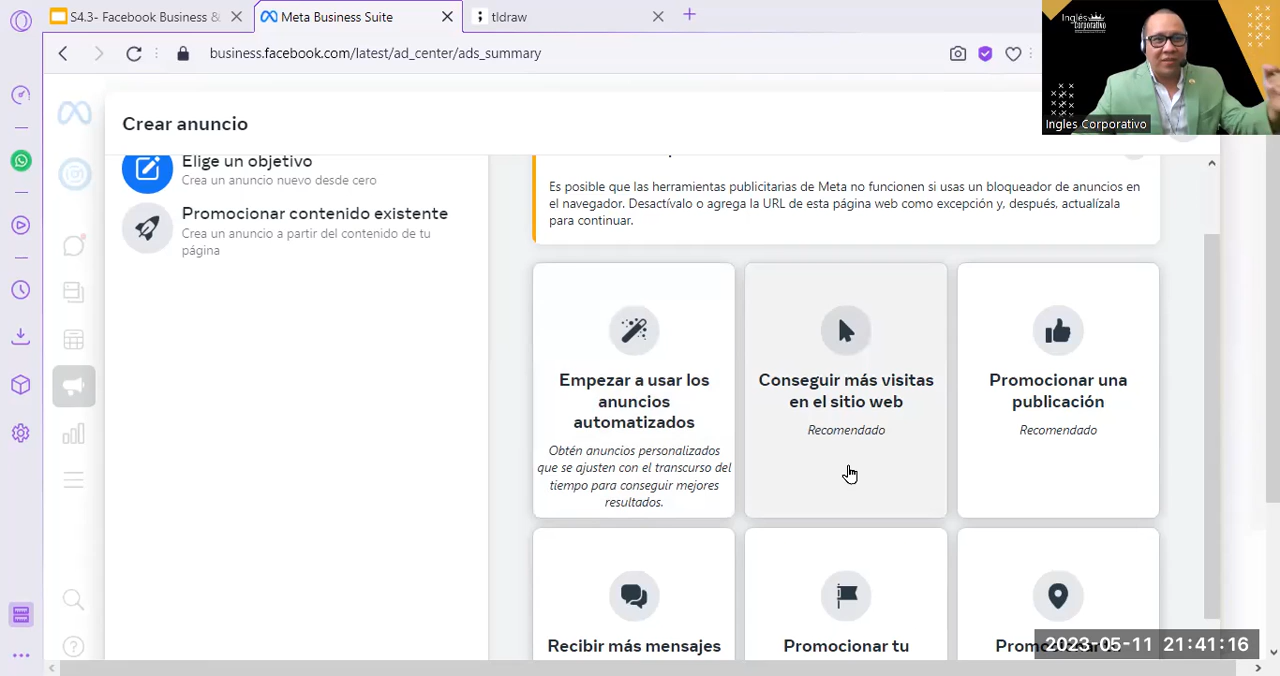 S4.3- Facebook Business &
Meta Business Suite
tldraw
business.facebook.com/latest/ad_center/ads_summary
Inglés
Corporativo
Ingles Corporativo
Crear anuncio
Elige un objetivo
Crea un anuncio nuevo desde cero
Promocionar contenido existente
Crea un anuncio a partir del contenido de tu
página
Es posible que las herramientas publicitarias de Meta no funcionen si usas un bloqueador de anuncios en
el navegador. Desactívalo o agrega la URL de esta página web como excepción y, después, actualízala
para continuar.
Empezar a usar los
anuncios
automatizados
Obtén anuncios personalizados
que se ajusten con el transcurso del
tiempo para conseguir mejores
resultados.
Conseguir más visitas
en el sitio web
Recomendado
Promocionar una
publicación
Recomendado
Recibir más mensajes
Promocionar tu
2023-05-11 21:41:16